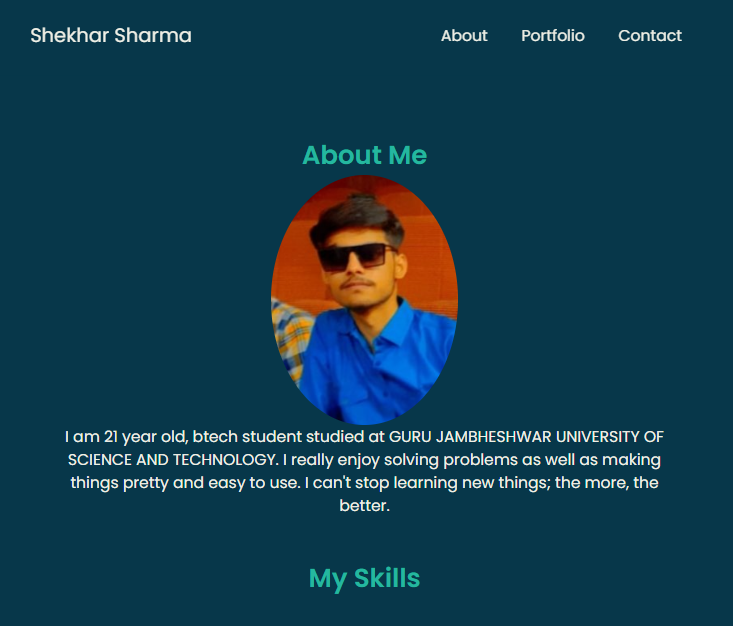 Shekhar Sharma
About Portfolio Contact
About Me
I am 21 year old, btech student studied at GURU JAMBHESHWAR UNIVERSITY OF
SCIENCE AND TECHNOLOGY. I really enjoy solving problems as well as making
things pretty and easy to use. I can't stop learning new things; the more, the
better.
My Skills